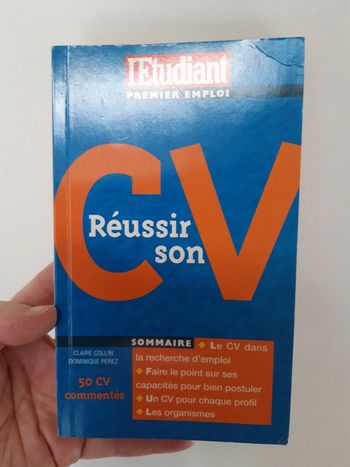 l'Etudiant
PREMIER EMPLOI
CV
Réussir
son
CLAIRE COLLIN
DOMINIQUE PEREZ
50 CV
commentés
SOMMAIRE ◆ Le CV dans
la recherche d'emploi
◆ Faire le point sur ses
capacités pour bien postuler
◆ Un CV pour chaque profil
◆ Les organismes